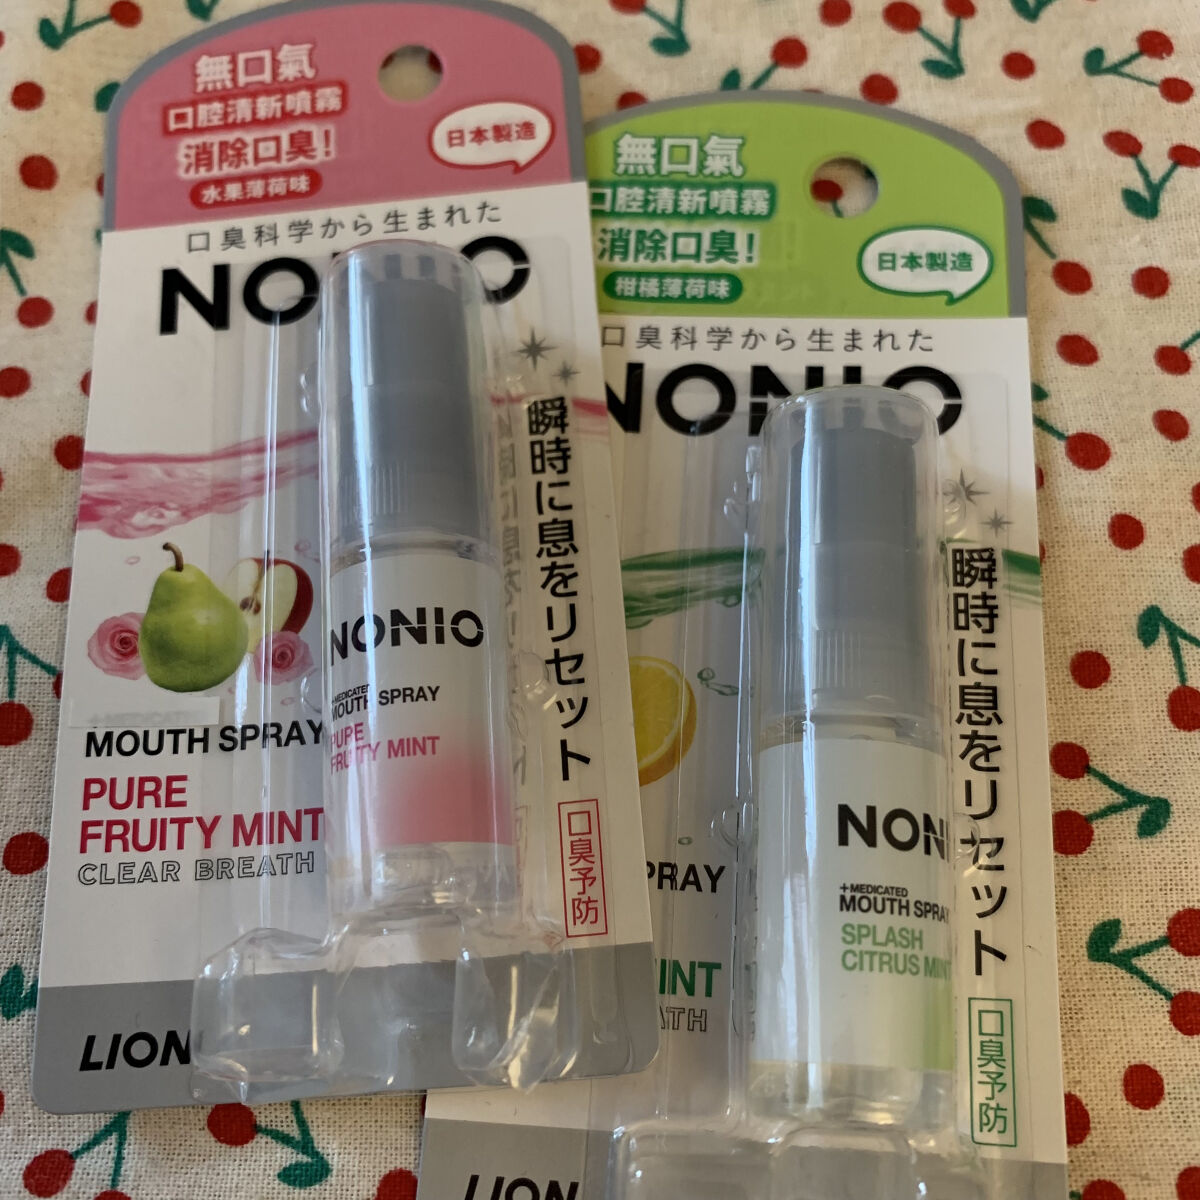 無口氣
口腔清新噴霧
消除口臭!
水果薄荷味
日本製造
口臭科学から生まれた
NONIO
瞬時に息をリセット
口臭予防
NONIO
+MEDICATED
MOUTH SPRAY
PURE
FRUITY MINT
MOUTH SPRAY
PURE
FRUITY MINT
CLEAR BREATH
LION
無口氣
口腔清新噴霧
消除口臭!
柑橘薄荷味
日本製造
口臭科学から生まれた
NONIO
瞬時に息をリセット
口臭予防
NONI
+MEDICATED
MOUTH SPRAY
SPLASH
CITRUS MINT
PRAY
INT
ATH
LION